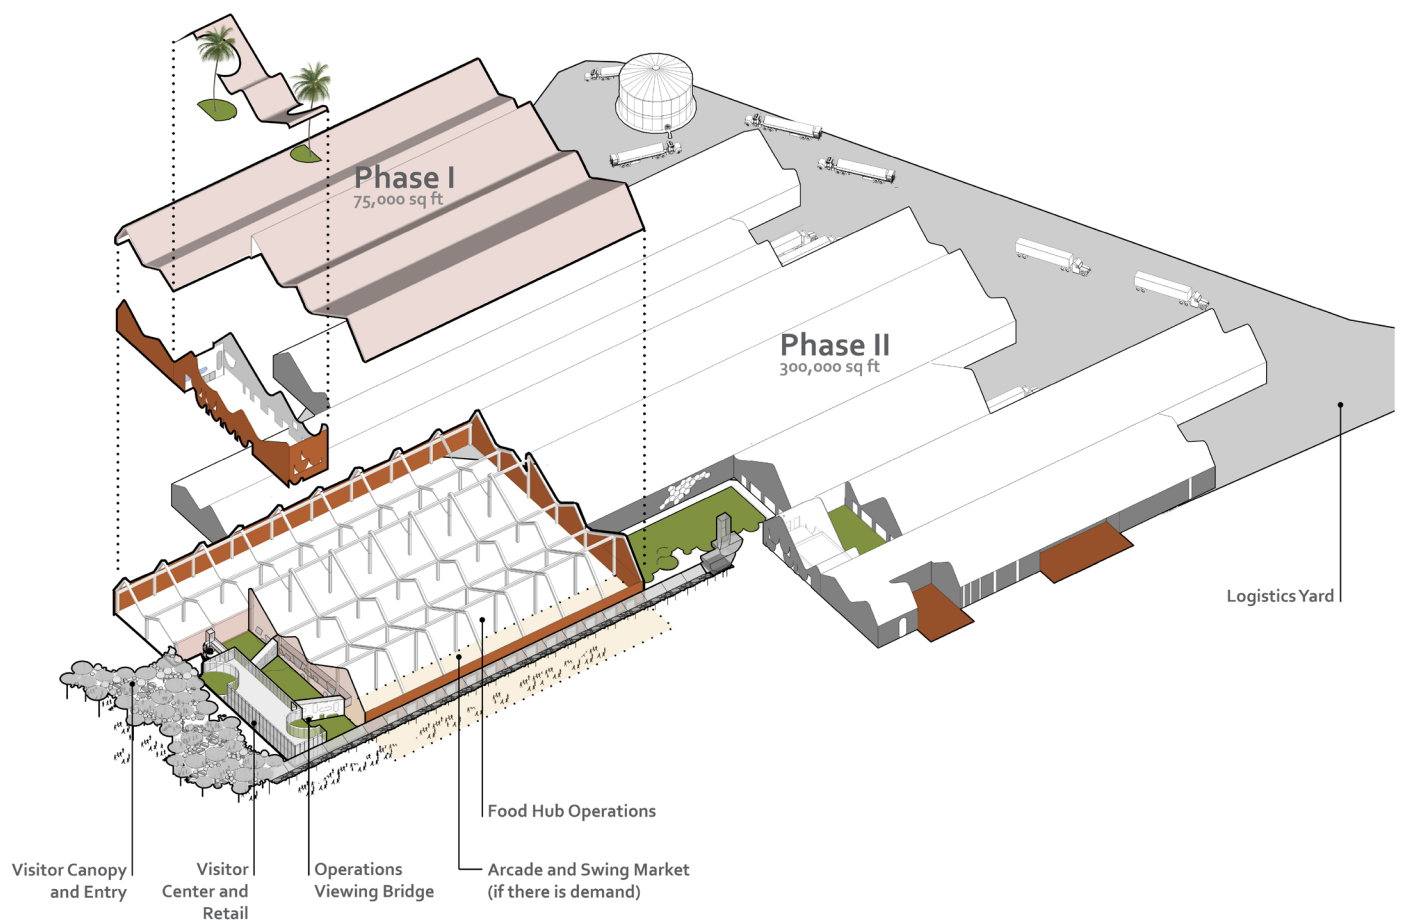 Phase I
75,000 sq ft
Phase II
300,000 sq ft
Logistics Yard
Food Hub Operations
Visitor Canopy
and Entry
Visitor
Center and
Retail
Operations
Viewing Bridge
Arcade and Swing Market
(if there is demand)